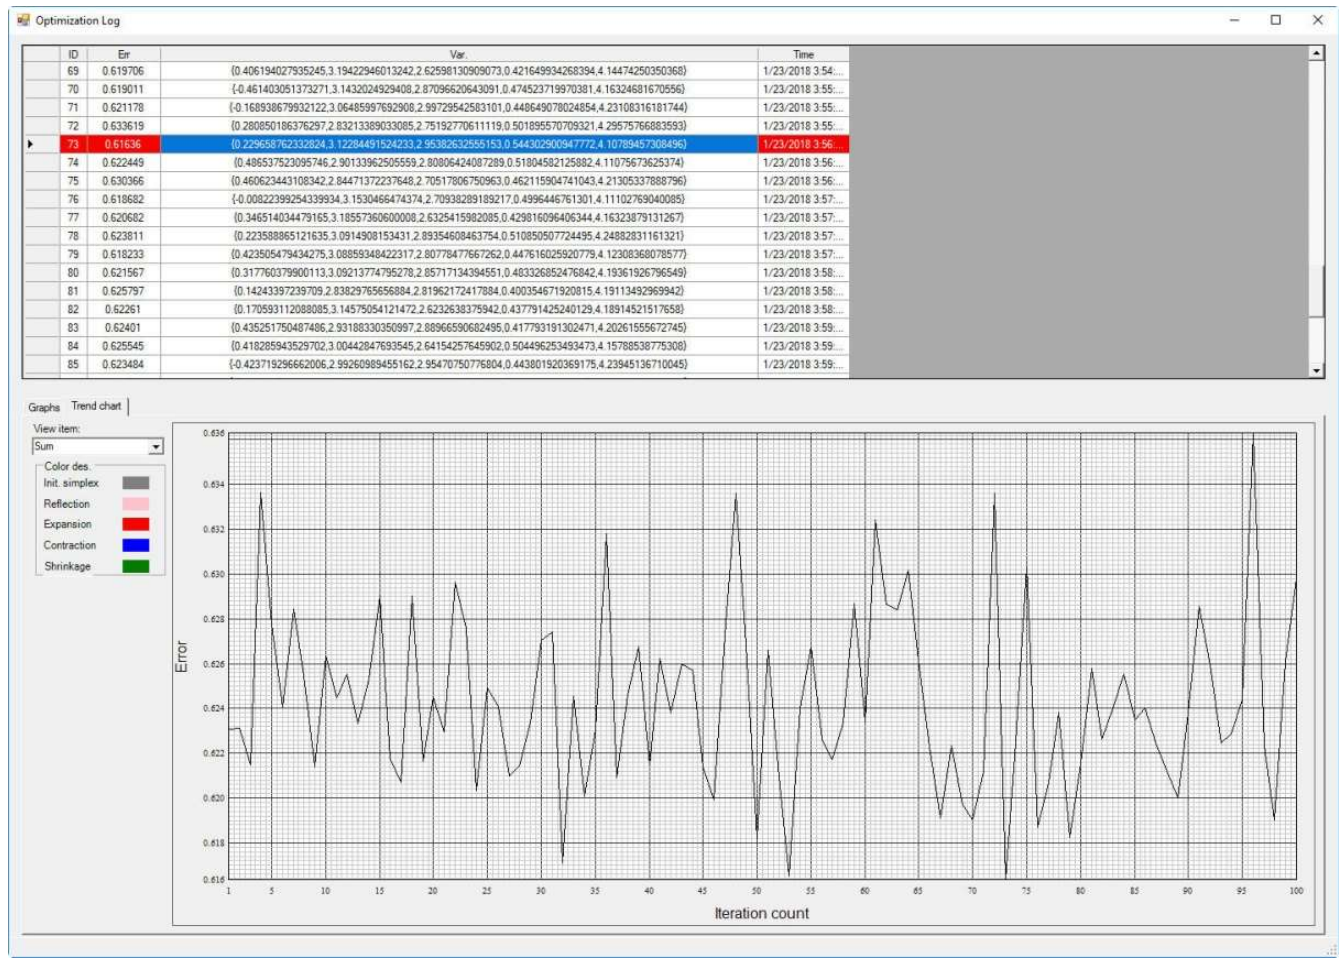 Optimization Log
ID Err Var. Time
69 0.619706 {0.406194027935245,3.19422946013242,2.62598130909073,0.421649934268394,4.14474250350368} 1/23/2018 3:54:...
70 0.619011 {-0.461403051373271,3.1432024929408,2.87096620643091,0.474523719970381,4.16324681670556} 1/23/2018 3:55:...
71 0.621178 {-0.168938679932122,3.06485997692908,2.99729542583101,0.448649078024854,4.23108316181744} 1/23/2018 3:55:...
72 0.633619 {0.280850186376297,2.83213389033085,2.75192770611119,0.501895570709321,4.29575766883593} 1/23/2018 3:55:...
73 0.61636 {0.229658762332824,3.12284491524233,2.95382632555153,0.544302900947772,4.10789457308496} 1/23/2018 3:56:...
74 0.622449 {0.486537523095746,2.90133962505559,2.80806424087289,0.51804582125882,4.11075673625374} 1/23/2018 3:56:...
75 0.630366 {0.460623443108342,2.84471372237648,2.70517806750963,0.462115904741043,4.21305337888796} 1/23/2018 3:56:...
76 0.618682 {-0.00822399254339934,3.1530466474374,2.70938289189217,0.4996446761301,4.11102769040085} 1/23/2018 3:57:...
77 0.620682 {0.346514034479165,3.18557360600008,2.6325415982085,0.429816096406344,4.16323879131267} 1/23/2018 3:57:...
78 0.623811 {0.223588865121635,3.0914908153431,2.89354608463754,0.510850507724495,4.24882831161321} 1/23/2018 3:57:...
79 0.618233 {0.423505479434275,3.08859348422317,2.80778477667262,0.447616025920779,4.12308368078577} 1/23/2018 3:57:...
80 0.621567 {0.317760379900113,3.09213774795278,2.85717134394551,0.483326852476842,4.19361926796549} 1/23/2018 3:58:...
81 0.625797 {0.14243397239709,2.83829765656884,2.81962172417884,0.400354671920815,4.19113492969942} 1/23/2018 3:58:...
82 0.62261 {0.170593112088085,3.14575054121472,2.6232638375942,0.437791425240129,4.18914521517658} 1/23/2018 3:58:...
83 0.62401 {0.435251750487486,2.93188330350997,2.88966590682495,0.417793191302471,4.20261555672745} 1/23/2018 3:59:...
84 0.625545 {0.418285943529702,3.00442847693545,2.64154257645902,0.504496253493473,4.15788538775308} 1/23/2018 3:59:...
85 0.623484 {-0.423719296662006,2.99260989455162,2.95470750776804,0.443801920369175,4.23945136710045} 1/23/2018 3:59:...
Graphs Trend chart
View item:
Sum
Color des.
Init. simplex
Reflection
Expansion
Contraction
Shrinkage
Error
0.636
0.634
0.632
0.630
0.628
0.626
0.624
0.622
0.620
0.618
0.616
1 5 10 15 20 25 30 35 40 45 50 55 60 65 70 75 80 85 90 95 100
Iteration count